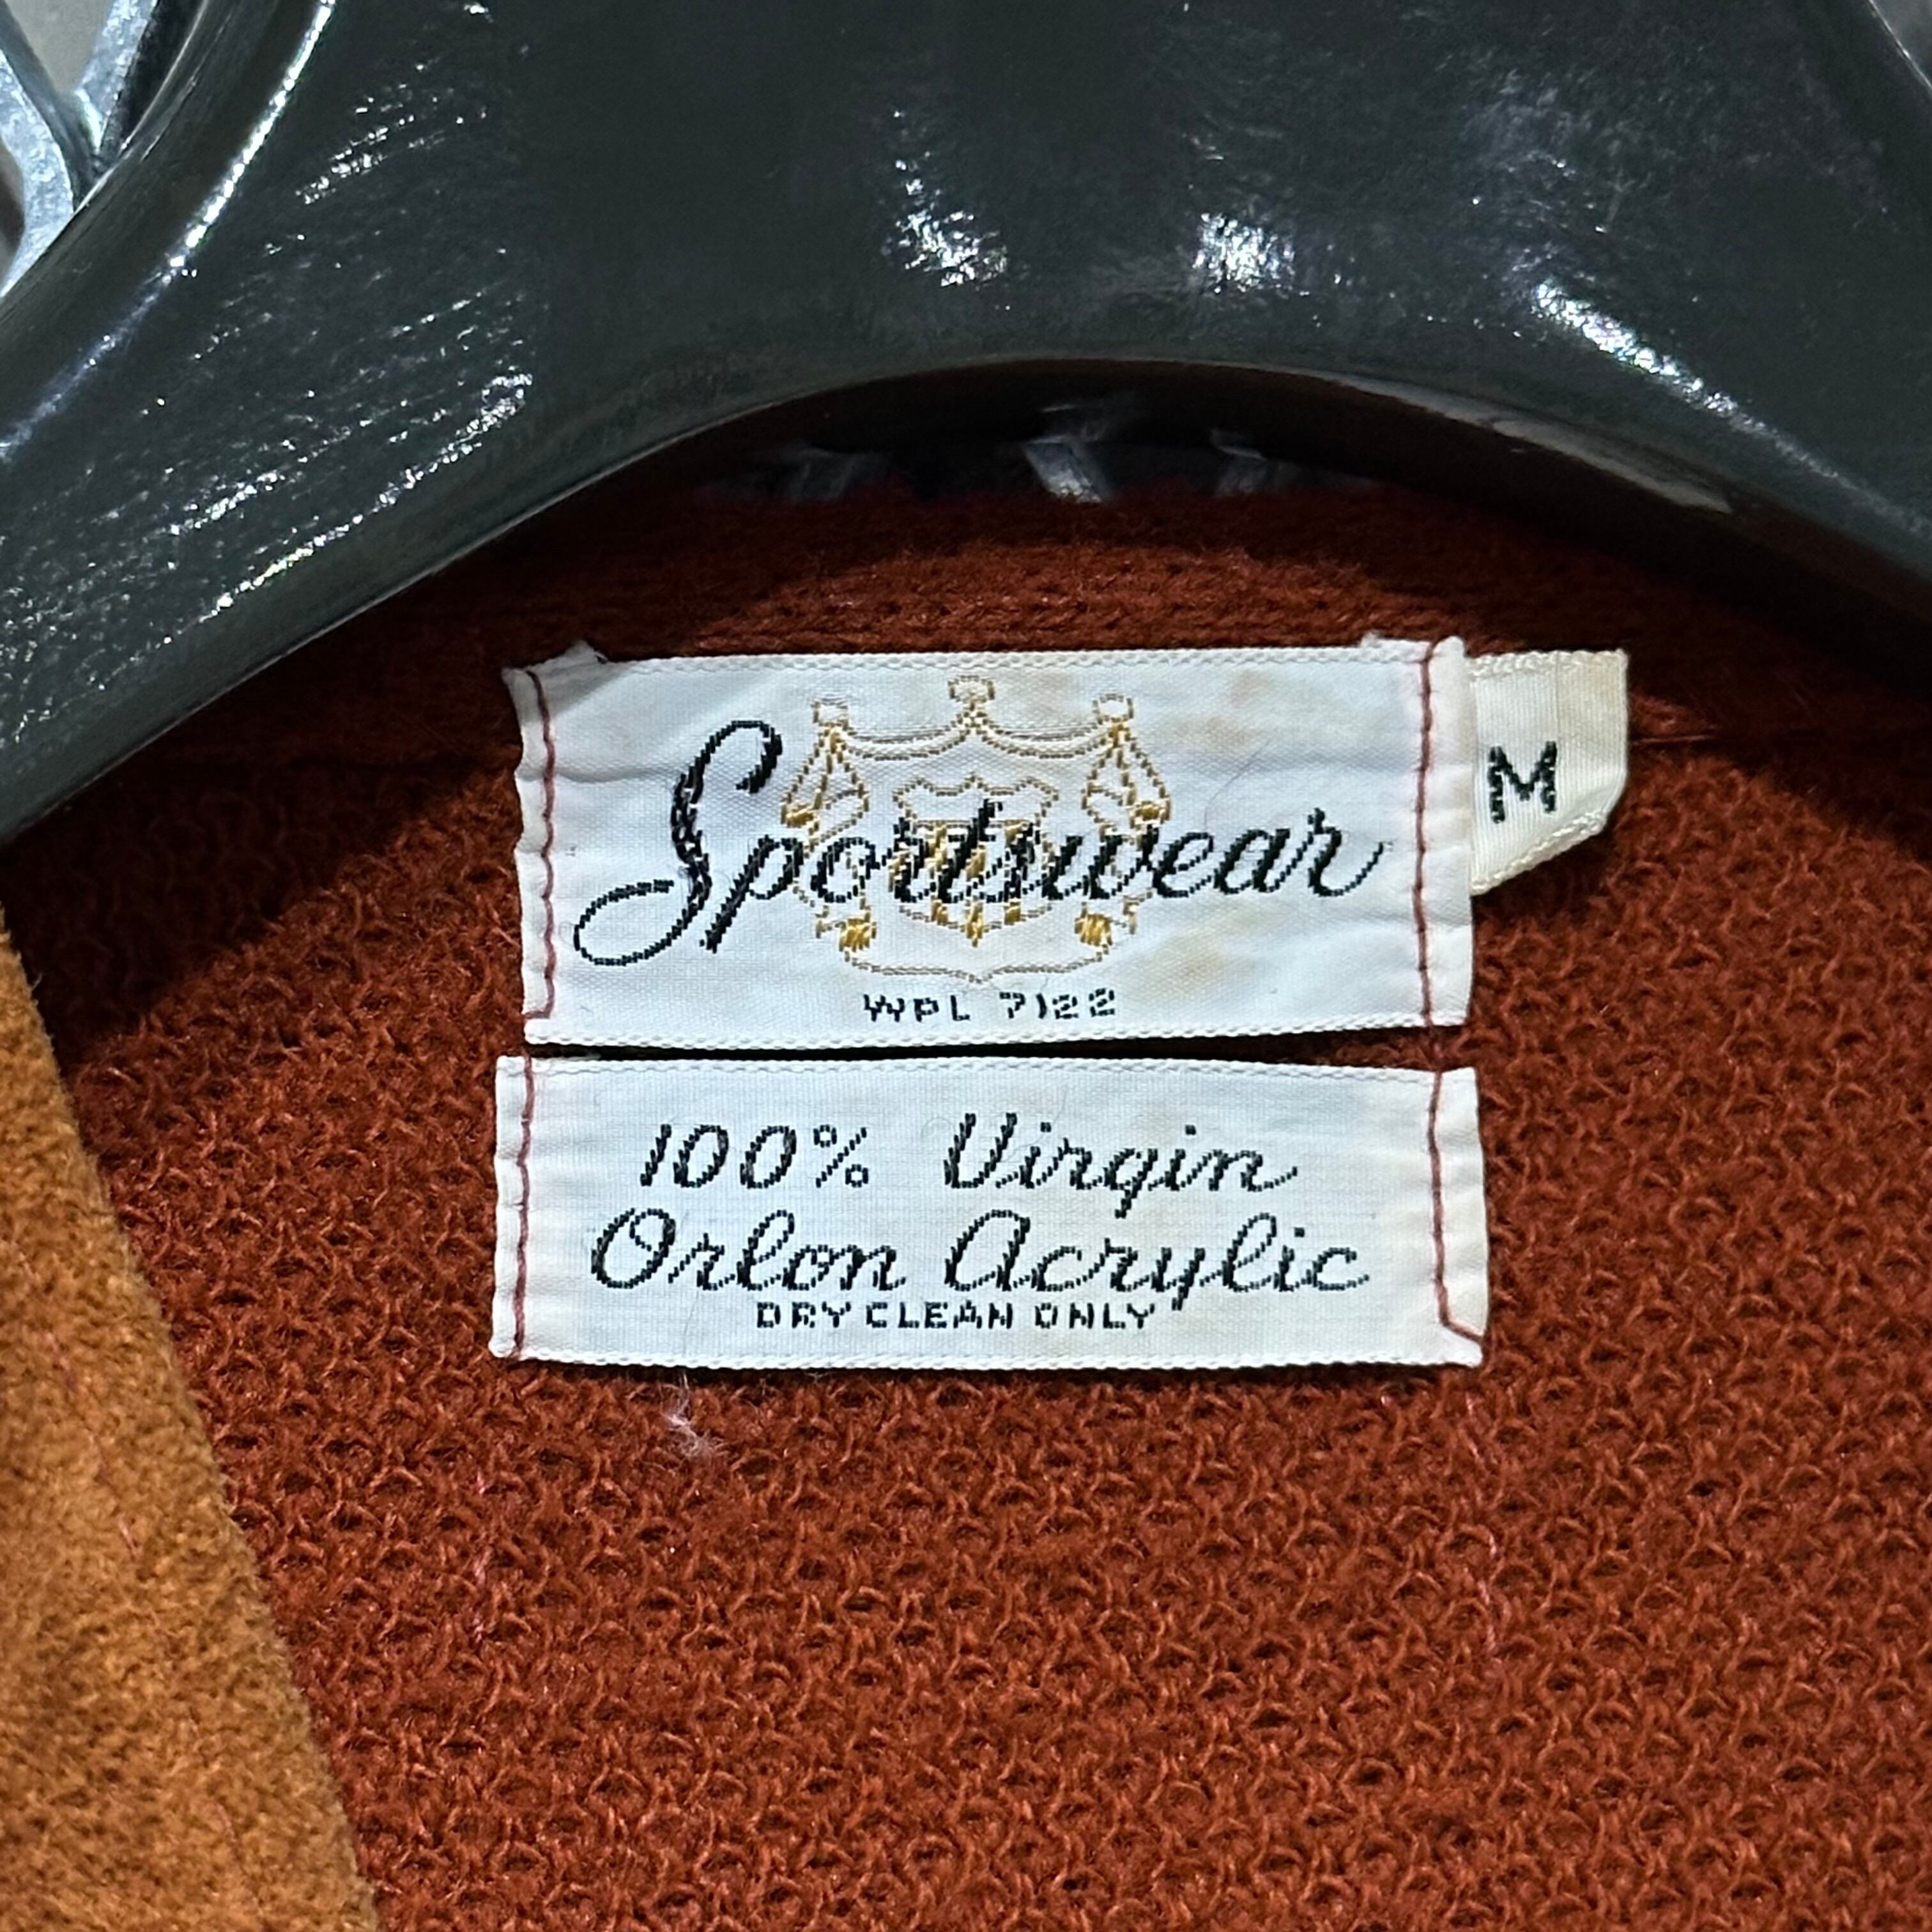 Sportswear
M
WPL 7122
100% Virgin
Orlon Acrylic
DRY CLEAN ONLY